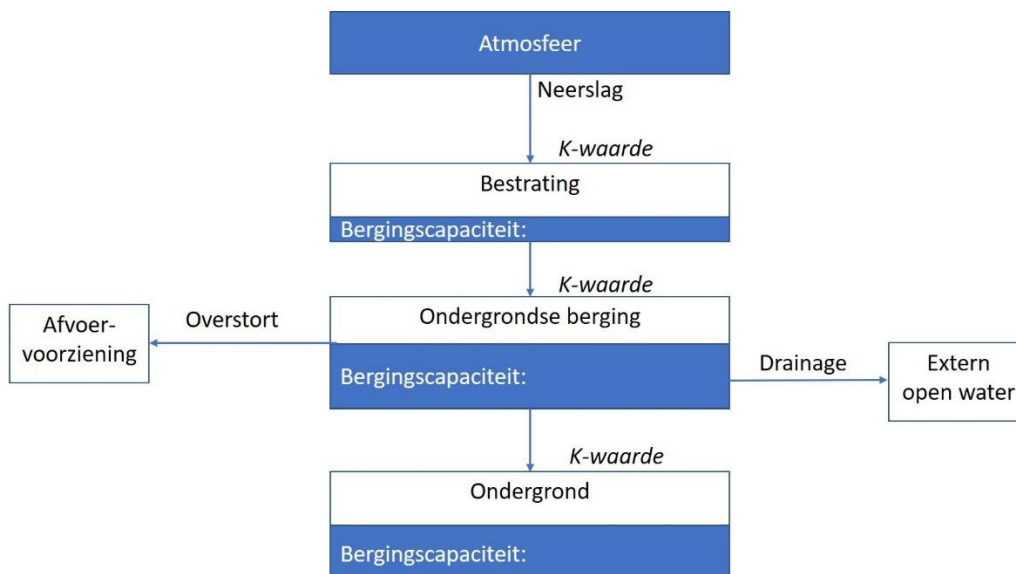 Atmosfeer
Neerslag
K-waarde
Bestrating
Bergingscapaciteit:
K-waarde
Afvoer-
voorziening
Overstort
Ondergrondse berging
Bergingscapaciteit:
Drainage
Extern
open water
K-waarde
Ondergrond
Bergingscapaciteit: